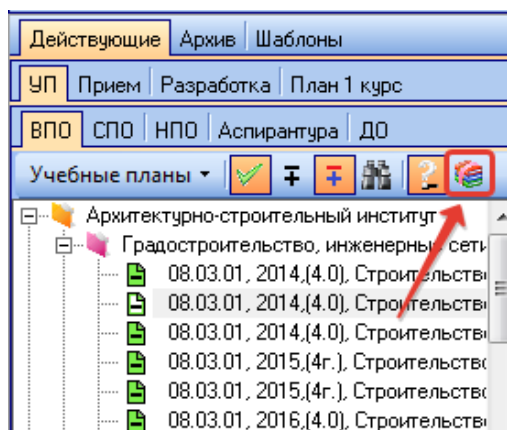 Действующие Архив Шаблоны
УП Прием Разработка План 1 курс
ВПО СПО НПО Аспирантура ДО
Учебные планы
Архитектурно-строительный институт
Градостроительство, инженерные сети
08.03.01, 2014,(4.0), Строительство
08.03.01, 2014,(4.0), Строительство
08.03.01, 2014,(4.0), Строительство
08.03.01, 2015,(4г.), Строительство
08.03.01, 2015,(4г.), Строительство
08.03.01, 2016,(4.0), Строительство